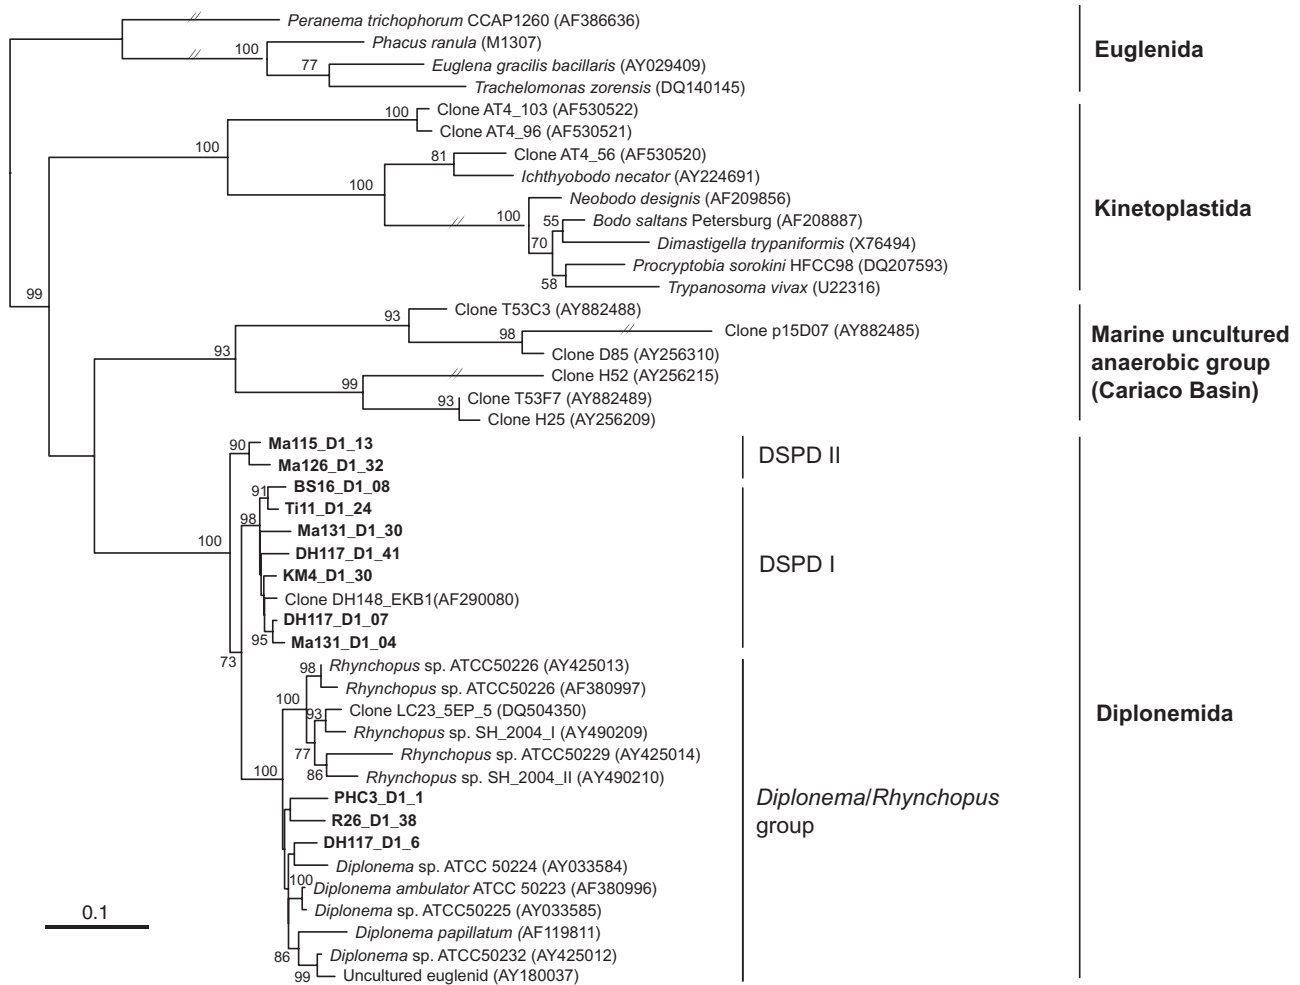 Peranema trichophorum CCAP1260 (AF386636)
100
Phacus ranula (M1307)
77
Euglena gracilis bacillaris (AY029409)
Trachelomonas zorensis (DQ140145)
Euglenida
100
Clone AT4_103 (AF530522)
Clone AT4_96 (AF530521)
100
81
Clone AT4_56 (AF530520)
Ichthyobodo necator (AY224691)
100
Neobodo designis (AF209856)
100
55
Bodo saltans Petersburg (AF208887)
70
Dimastigella trypaniformis (X76494)
Procryptobia sorokini HFCC98 (DQ207593)
58
Trypanosoma vivax (U22316)
Kinetoplastida
99
93
Clone T53C3 (AY882488)
98
Clone p15D07 (AY882485)
93
Clone D85 (AY256310)
99
Clone H52 (AY256215)
93
Clone T53F7 (AY882489)
Clone H25 (AY256209)
Marine uncultured
anaerobic group
(Cariaco Basin)
90
Ma115_D1_13
Ma126_D1_32
DSPD II
91
BS16_D1_08
Ti11_D1_24
98
Ma131_D1_30
100
DH117_D1_41
KM4_D1_30
Clone DH148_EKB1(AF290080)
DH117_D1_07
95
Ma131_D1_04
DSPD I
73
98
Rhynchopus sp. ATCC50226 (AY425013)
Rhynchopus sp. ATCC50226 (AF380997)
100
93
Clone LC23_5EP_5 (DQ504350)
Rhynchopus sp. SH_2004_I (AY490209)
77
Rhynchopus sp. ATCC50229 (AY425014)
86
Rhynchopus sp. SH_2004_II (AY490210)
100
PHC3_D1_1
R26_D1_38
DH117_D1_6
Diplonema sp. ATCC 50224 (AY033584)
100
Diplonema ambulator ATCC 50223 (AF380996)
Diplonema sp. ATCC50225 (AY033585)
Diplonema papillatum (AF119811)
86
Diplonema sp. ATCC50232 (AY425012)
99
Uncultured euglenid (AY180037)
Diplonema/Rhynchopus
group
Diplonemida
0.1